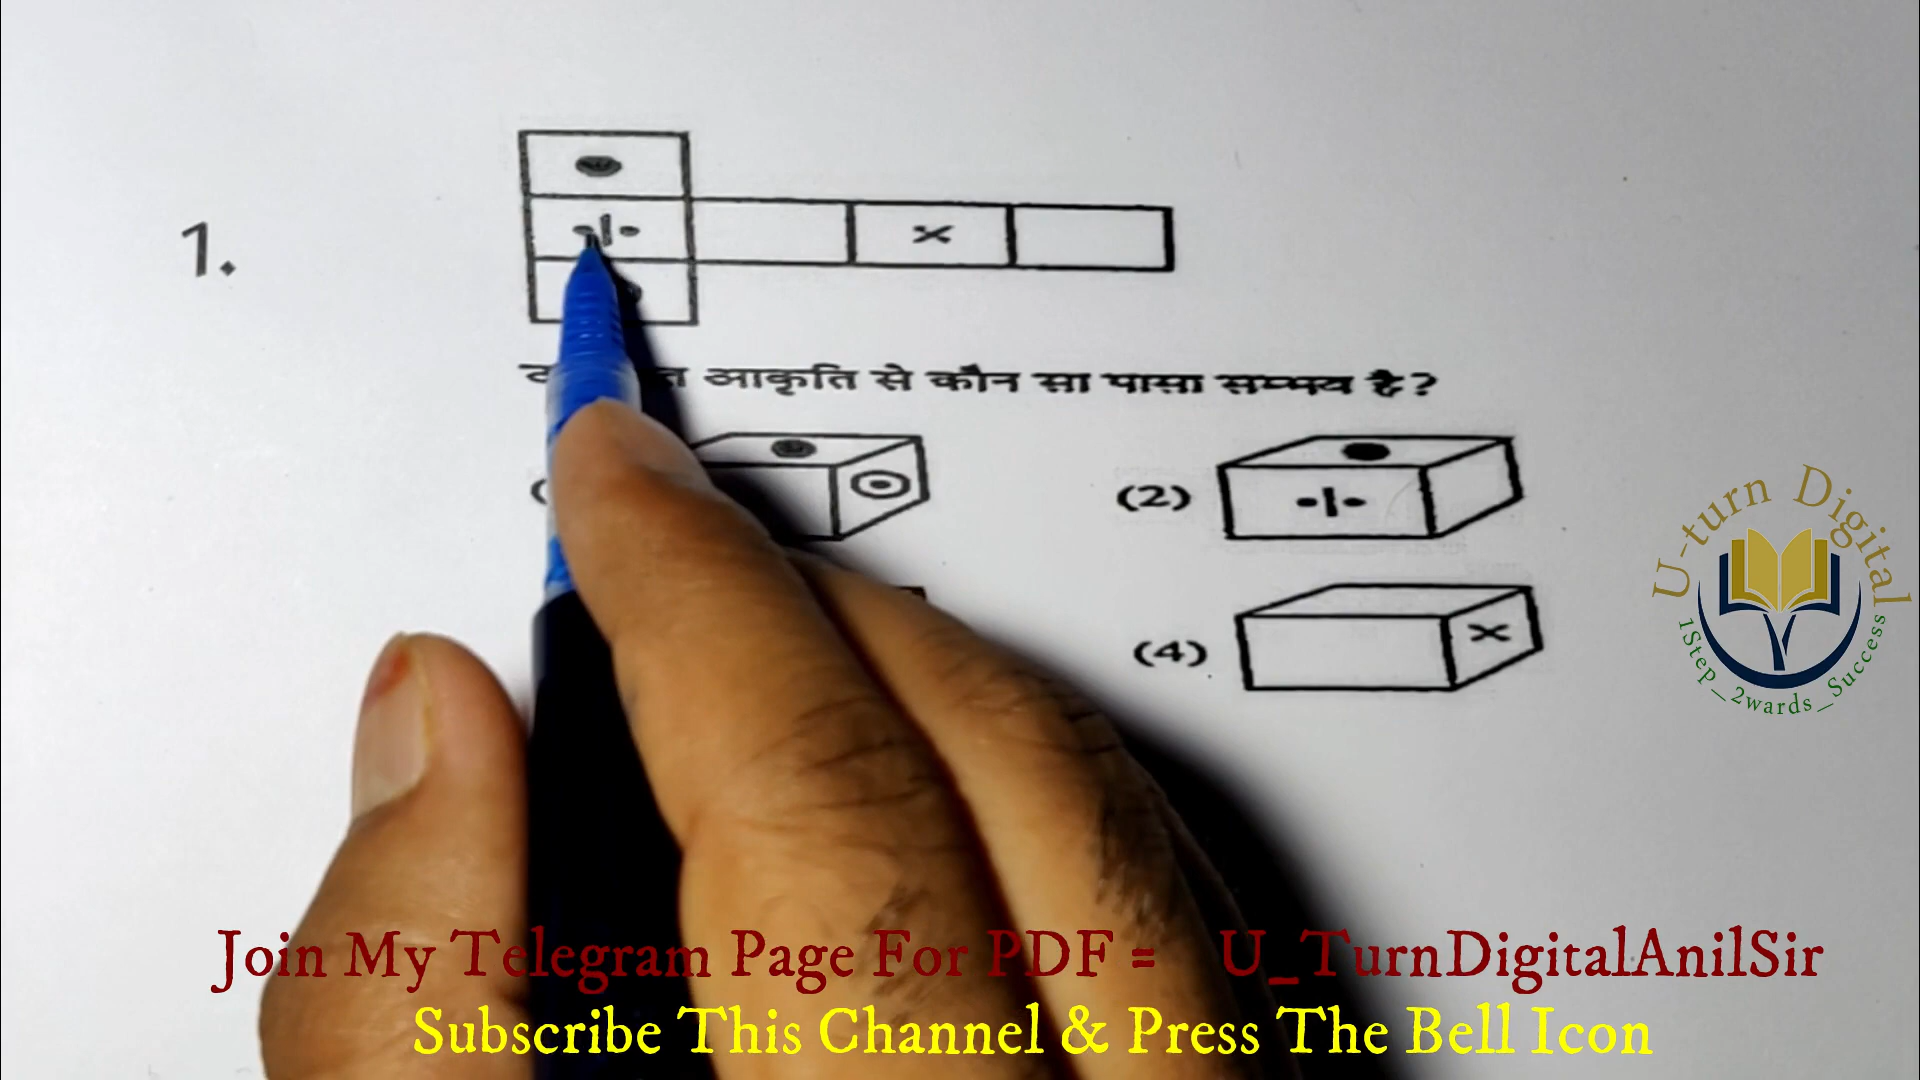 1.
आकृति से कौन सा पासा सम्भव है?
(2)
(4)
U-turn Digital
1Step_2wards_Success
Join My Telegram Page For PDF = U_TurnDigitalAnilSir
Subscribe This Channel & Press The Bell Icon